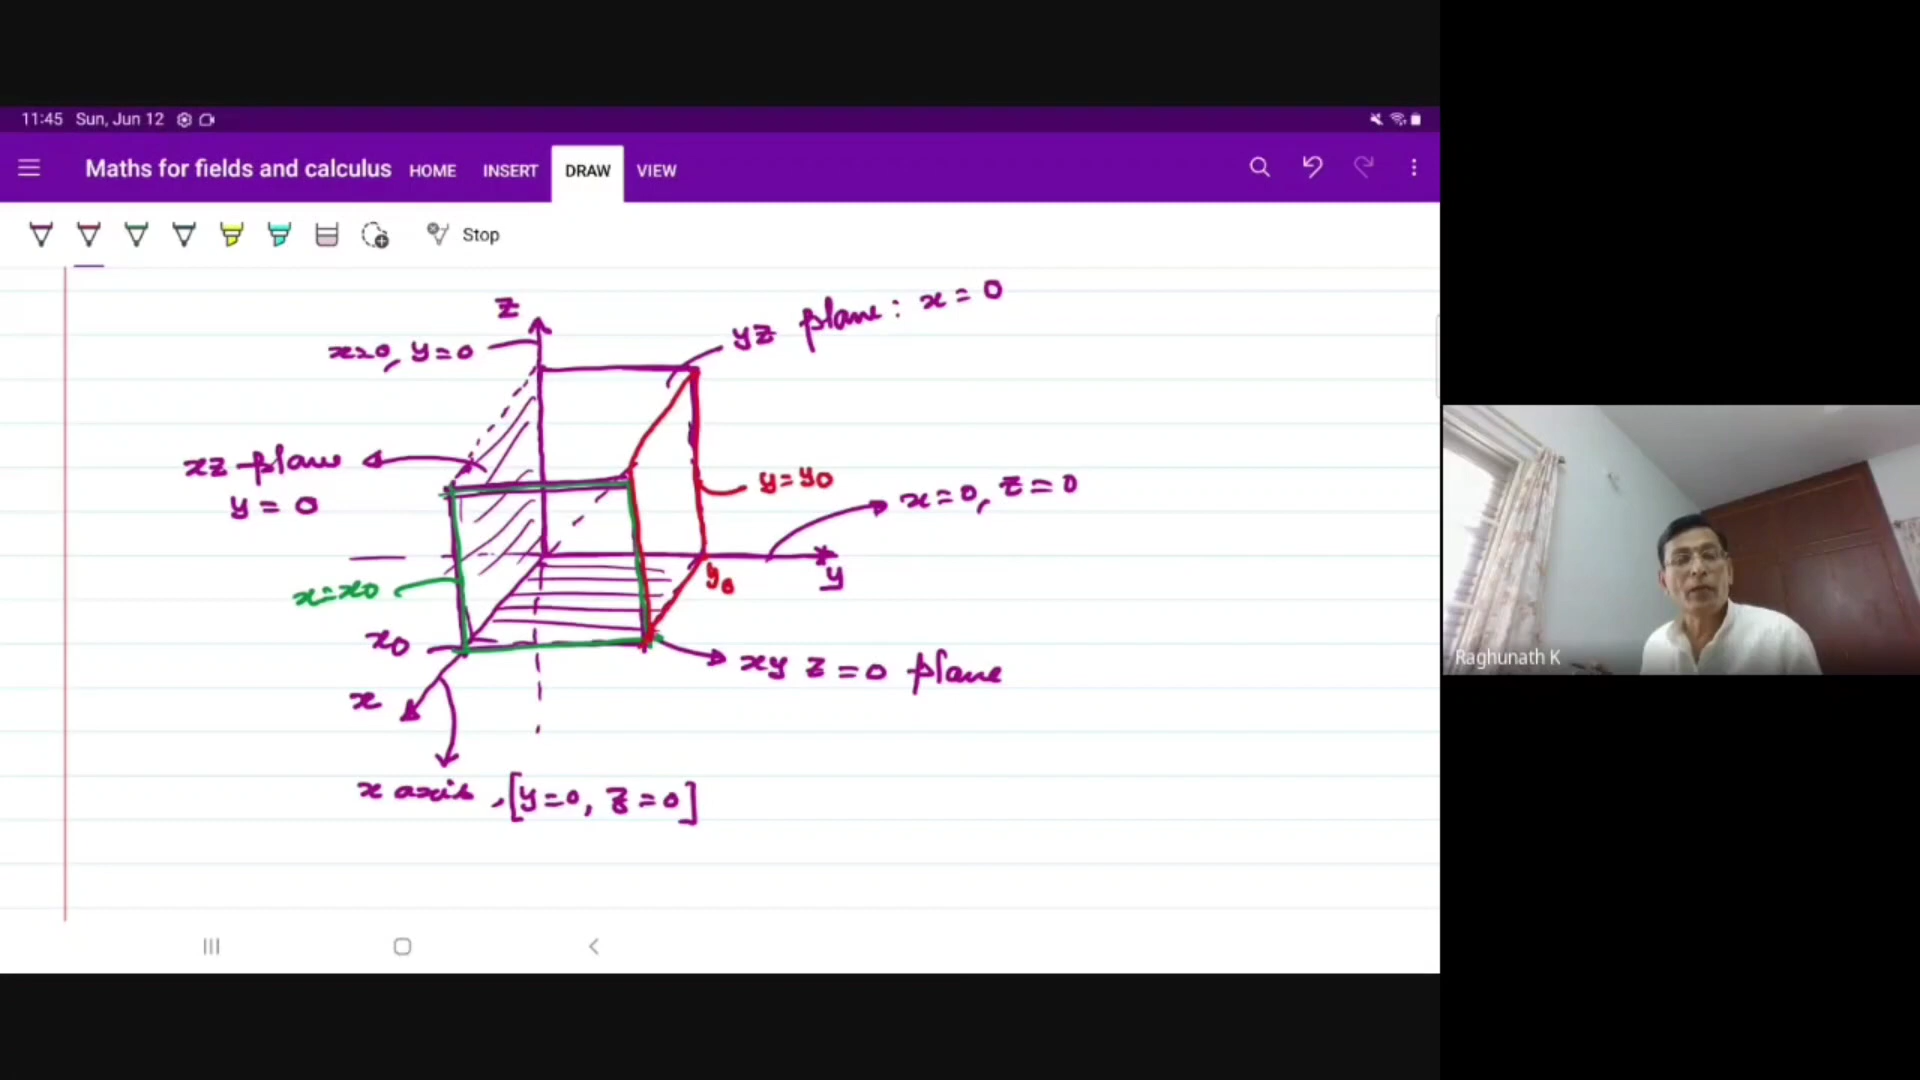 11:45 Sun, Jun 12
Maths for fields and calculus HOME INSERT DRAW VIEW
Stop
z
yz plane: x = 0
x=0, y=0
xz plane
y = 0
y=y0
x=0, z=0
y0
y
x=x0
x0
xy z=0 plane
x
x axis, [y=0, z=0]
Raghunath K